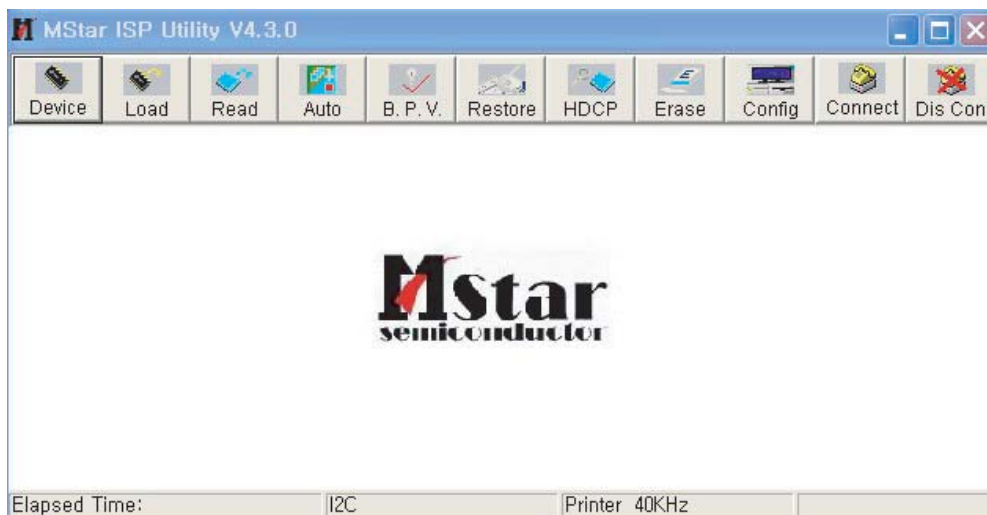 MStar ISP Utility V4.3.0
Device Load Read Auto B.P.V. Restore HDCP Erase Config Connect Dis Con
Mstar
semiconductor
Elapsed Time: I2C Printer 40KHz